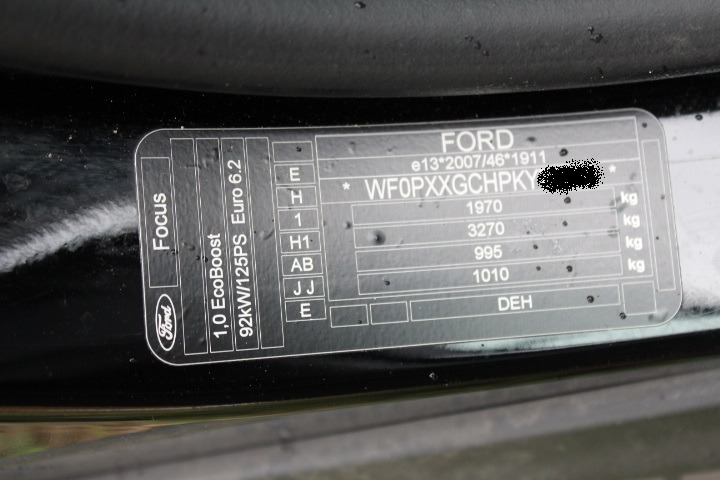 FORD
e13*2007/46*1911
* WF0PXXGCHPKY *
1970 kg
3270 kg
995 kg
1010 kg
DEH
E
H
1
H1
AB
JJ
E
Focus
1,0 EcoBoost
92kW/125PS Euro 6.2
Ford